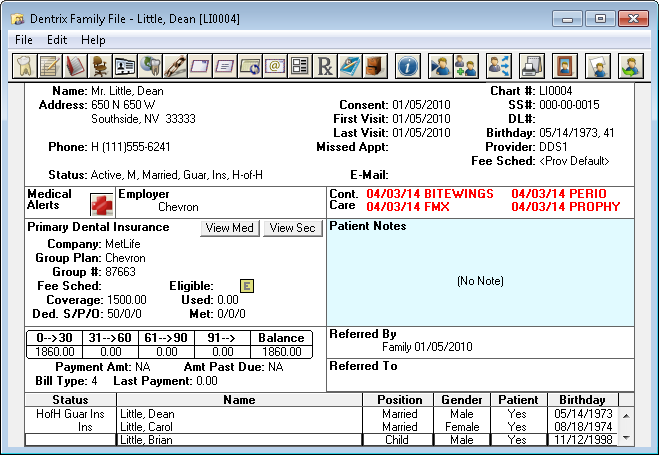 Dentrix Family File - Little, Dean [LI0004]
File Edit Help
Name: Mr. Little, Dean Chart #: LI0004
Address: 650 N 650 W Consent: 01/05/2010 SS#: 000-00-0015
Southside, NV 33333 First Visit: 01/05/2010 DL#:
Last Visit: 01/05/2010 Birthday: 05/14/1973, 41
Phone: H (111)555-6241 Missed Appt: Provider: DDS1
Fee Sched: <Prov Default>
Status: Active, M, Married, Guar, Ins, H-of-H E-Mail:
Medical Alerts Employer Cont. Care 04/03/14 BITEWINGS 04/03/14 PERIO
Chevron 04/03/14 FMX 04/03/14 PROPHY
Primary Dental Insurance View Med View Sec Patient Notes
Company: MetLife
Group Plan: Chevron
Group #: 87663
Fee Sched: Eligible: E (No Note)
Coverage: 1500.00 Used: 0.00
Ded. S/P/O: 50/0/0 Met: 0/0/0
0-->30 31-->60 61-->90 91--> Balance Referred By
1860.00 0.00 0.00 0.00 1860.00 Family 01/05/2010
Payment Amt: NA Amt Past Due: NA Referred To
Bill Type: 4 Last Payment: 0.00
Status Name Position Gender Patient Birthday
HofH Guar Ins Little, Dean Married Male Yes 05/14/1973
Ins Little, Carol Married Female Yes 08/18/1974
Little, Brian Child Male Yes 11/12/1998